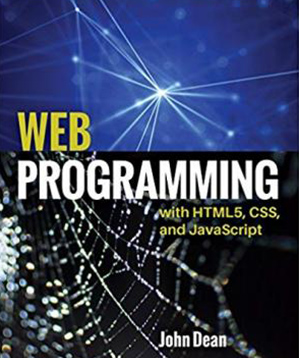 WEB
PROGRAMMING
with HTML5, CSS,
and JavaScript
John Dean